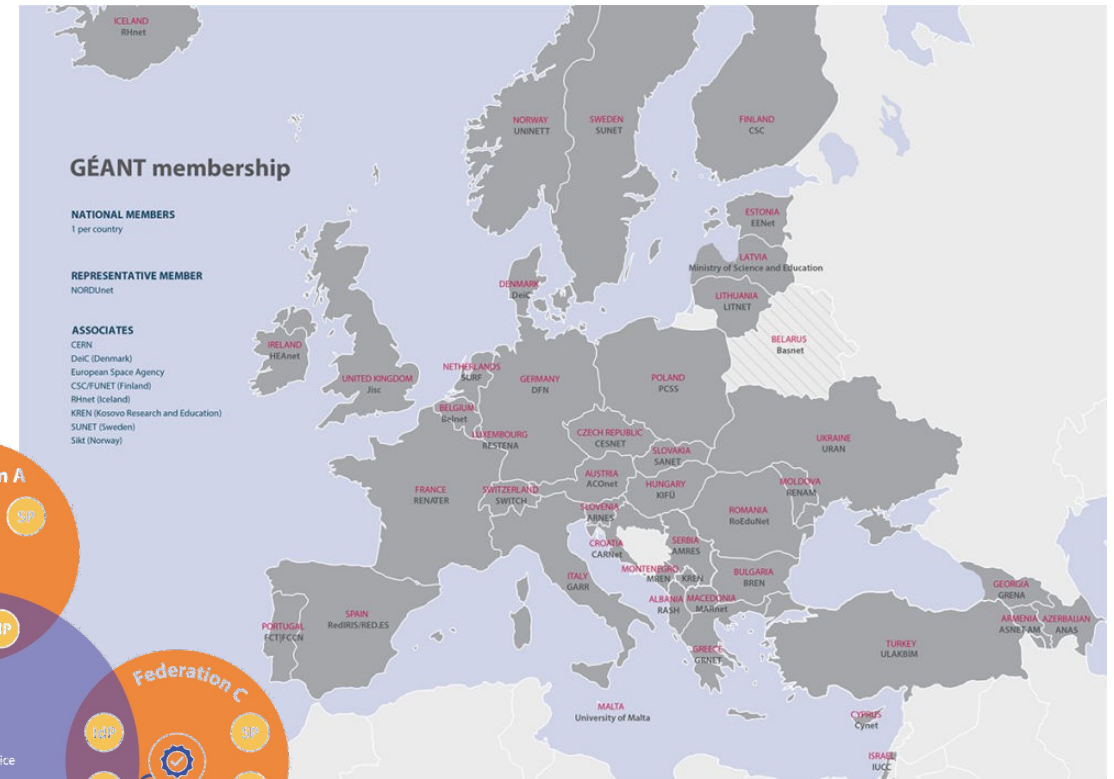 ICELAND
RHnet
NORWAY
UNINETT
SWEDEN
SUNET
FINLAND
CSC
GÉANT membership
NATIONAL MEMBERS
1 per country
REPRESENTATIVE MEMBER
NORDUnet
ASSOCIATES
CERN
DeiC (Denmark)
European Space Agency
CSC/FUNET (Finland)
RHnet (Iceland)
KREN (Kosovo Research and Education)
SUNET (Sweden)
Sikt (Norway)
ESTONIA
EENet
LATVIA
Ministry of Science and Education
LITHUANIA
LITNET
DENMARK
DeiC
BELARUS
Basnet
IRELAND
HEAnet
UNITED KINGDOM
Jisc
NETHERLANDS
SURF
GERMANY
DFN
POLAND
PCSS
BELGIUM
Belnet
LUXEMBOURG
RESTENA
CZECH REPUBLIC
CESNET
SLOVAKIA
SANET
UKRAINE
URAN
FRANCE
RENATER
SWITZERLAND
SWITCH
AUSTRIA
ACOnet
HUNGARY
KIFÜ
MOLDOVA
RENAM
SLOVENIA
ARNES
ROMANIA
RoEduNet
CROATIA
CARNet
SERBIA
AMRES
MONTENEGRO
MREN
KREN
BULGARIA
BREN
ITALY
GARR
ALBANIA
RASH
MACEDONIA
MARnet
GEORGIA
GRENA
ARMENIA
ASNET-AM
AZERBAIJAN
ANAS
PORTUGAL
FCT|FCCN
SPAIN
RedIRIS/RED.ES
GREECE
GRNET
TURKEY
ULAKBIM
MALTA
University of Malta
CYPRUS
Cynet
ISRAEL
IUCC
n A
SP
Federation C
IdP
SP
ice